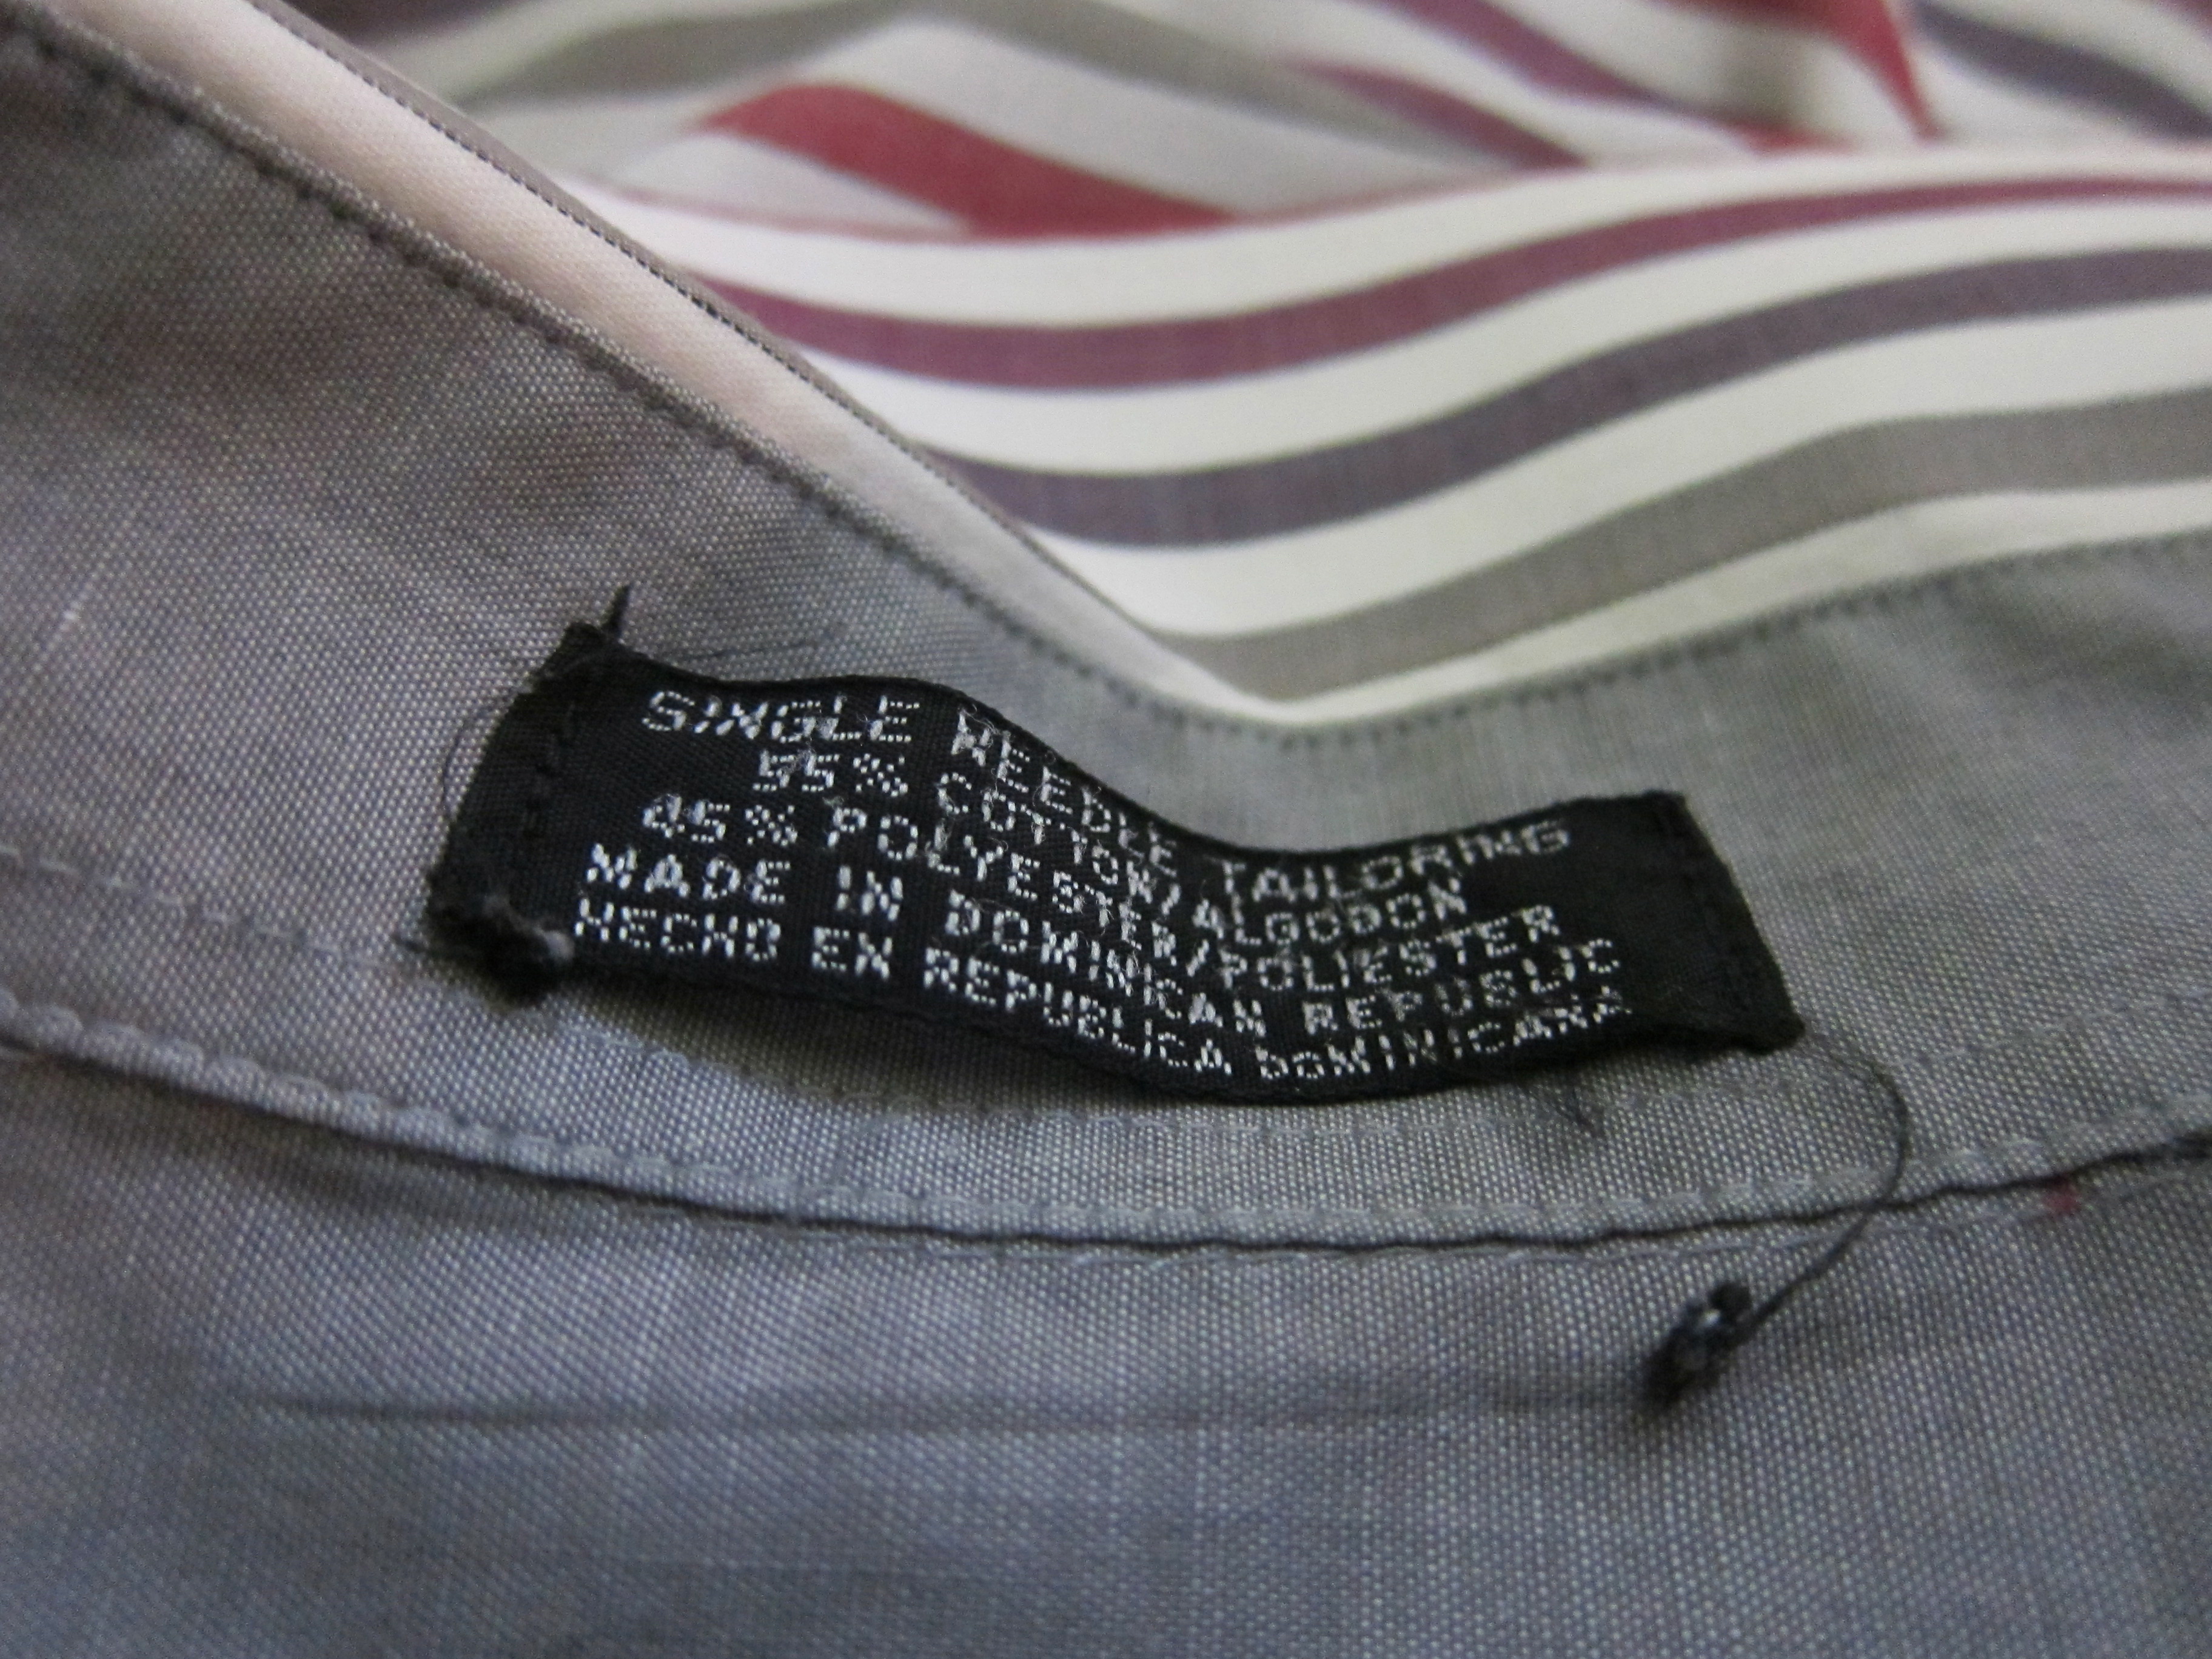 SINGLE NEEDLE TAILORING
55% COTTON/ALGODON
45% POLYESTER/POLIESTER
MADE IN DOMINICAN REPUBLIC
HECHO EN REPUBLICA DOMINICANA